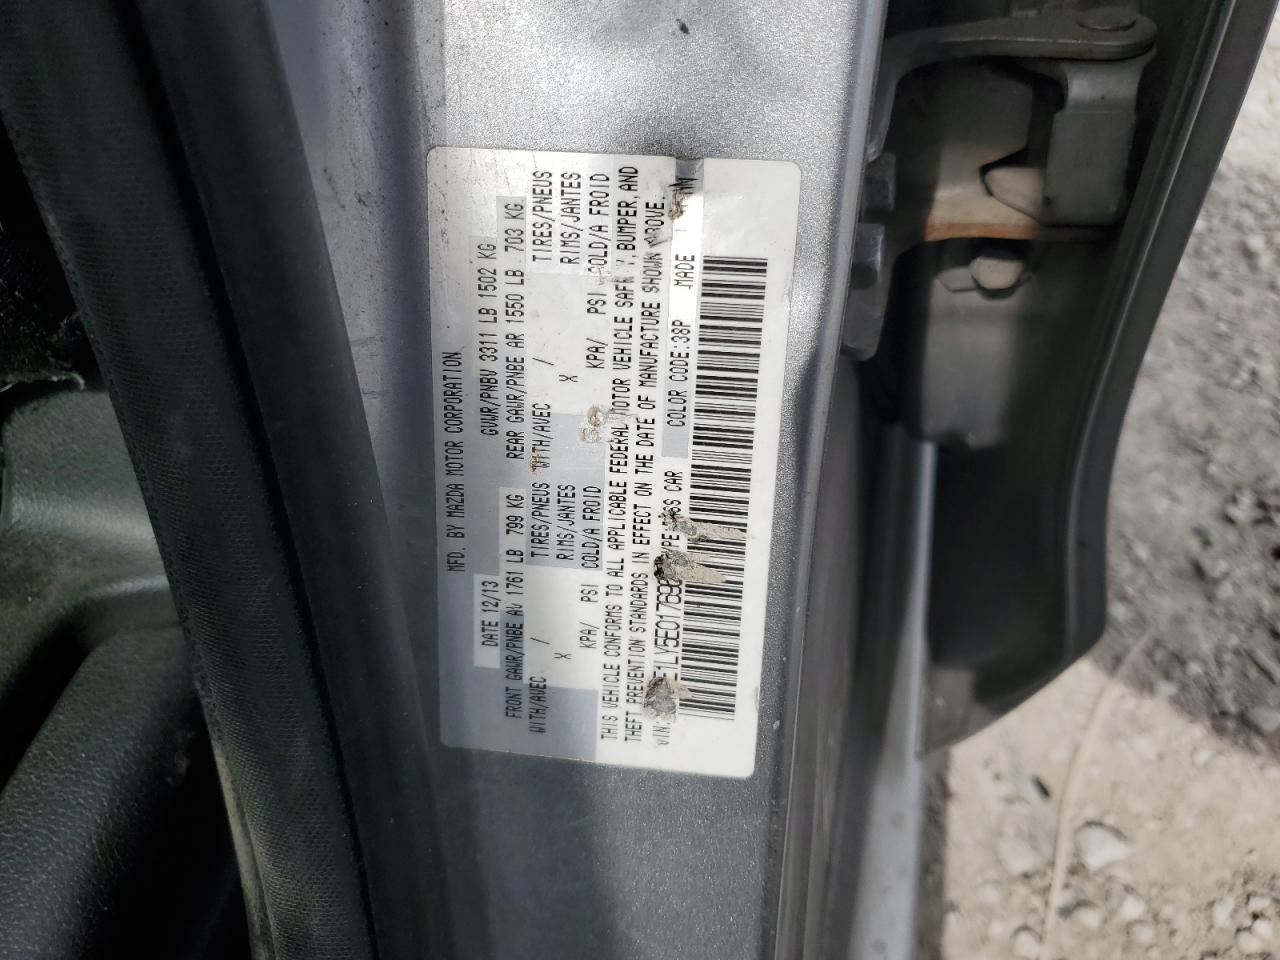 MFD. BY MAZDA MOTOR CORPORATION
DATE 12/13 GVWR/PNBV 3311 LB 1502 KG
FRONT GAWR/PNBE AV 1761 LB 799 KG REAR GAWR/PNBE AR 1550 LB 703 KG
WITH/AVEC / TIRES/PNEUS WITH/AVEC / TIRES/PNEUS
X RIMS/JANTES X RIMS/JANTES
KPA/ PSI COLD/A FROID KPA/ PSI COLD/A FROID
THIS VEHICLE CONFORMS TO ALL APPLICABLE FEDERAL MOTOR VEHICLE BUMPER, AND
THEFT PREVENTION STANDARDS IN EFFECT ON THE DATE OF MANUFACTURE SHOWN
VIN: CAR COLOR CODE:38P MADE